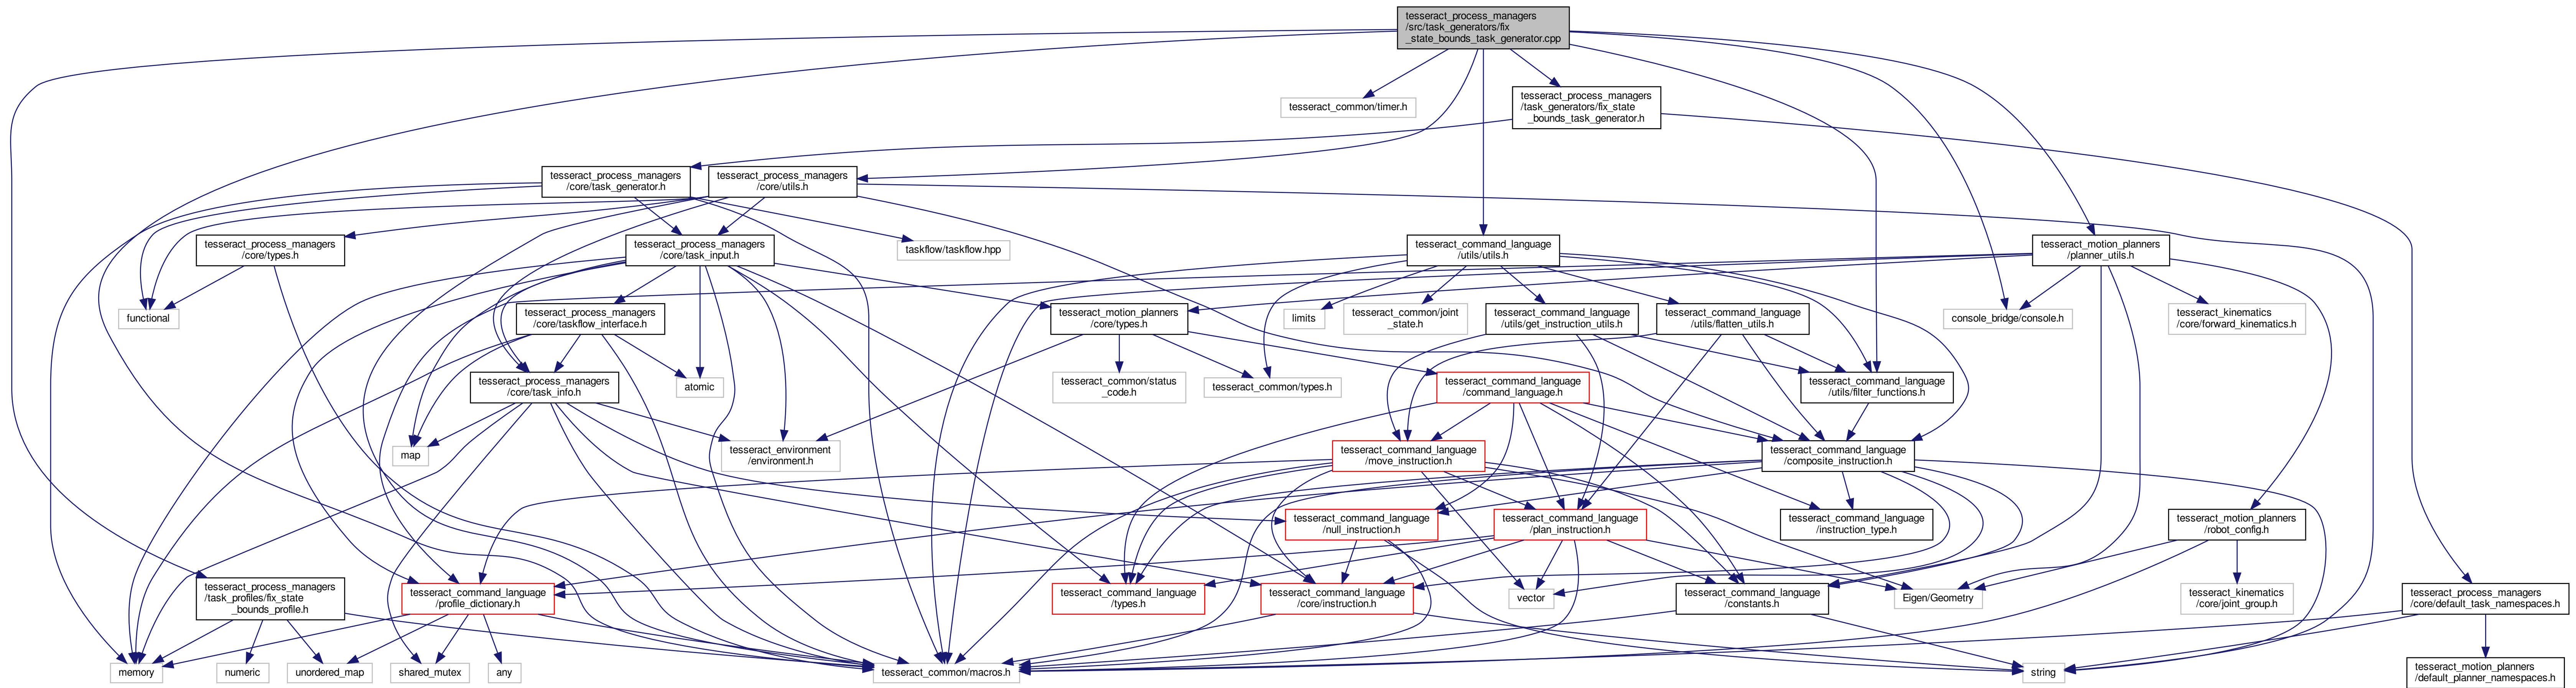 tesseract_process_managers
/src/task_generators/fix
_state_bounds_task_generator.cpp
tesseract_common/timer.h
tesseract_process_managers
/task_generators/fix_state
_bounds_task_generator.h
tesseract_process_managers
/core/task_generator.h
tesseract_process_managers
/core/utils.h
tesseract_process_managers
/core/types.h
tesseract_process_managers
/core/task_input.h
taskflow/taskflow.hpp
tesseract_command_language
/utils/utils.h
tesseract_motion_planners
/planner_utils.h
functional
tesseract_process_managers
/core/taskflow_interface.h
tesseract_motion_planners
/core/types.h
limits
tesseract_common/joint
_state.h
tesseract_command_language
/utils/get_instruction_utils.h
tesseract_command_language
/utils/flatten_utils.h
console_bridge/console.h
tesseract_kinematics
/core/forward_kinematics.h
tesseract_process_managers
/core/task_info.h
atomic
tesseract_common/status
_code.h
tesseract_common/types.h
tesseract_command_language
/command_language.h
tesseract_command_language
/utils/filter_functions.h
map
tesseract_environment
/environment.h
tesseract_command_language
/move_instruction.h
tesseract_command_language
/composite_instruction.h
tesseract_command_language
/null_instruction.h
tesseract_command_language
/plan_instruction.h
tesseract_command_language
/instruction_type.h
tesseract_motion_planners
/robot_config.h
tesseract_process_managers
/task_profiles/fix_state
_bounds_profile.h
tesseract_command_language
/profile_dictionary.h
tesseract_command_language
/types.h
tesseract_command_language
/core/instruction.h
vector
tesseract_command_language
/constants.h
Eigen/Geometry
tesseract_kinematics
/core/joint_group.h
tesseract_process_managers
/core/default_task_namespaces.h
memory
numeric
unordered_map
shared_mutex
any
tesseract_common/macros.h
string
tesseract_motion_planners
/default_planner_namespaces.h